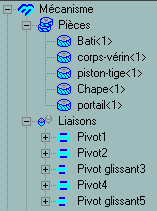 Mécanisme
Pièces
Bati<1>
corps-vérin<1>
piston-tige<1>
Chape<1>
portail<1>
Liaisons
Pivot1
Pivot2
Pivot glissant3
Pivot4
Pivot glissant5